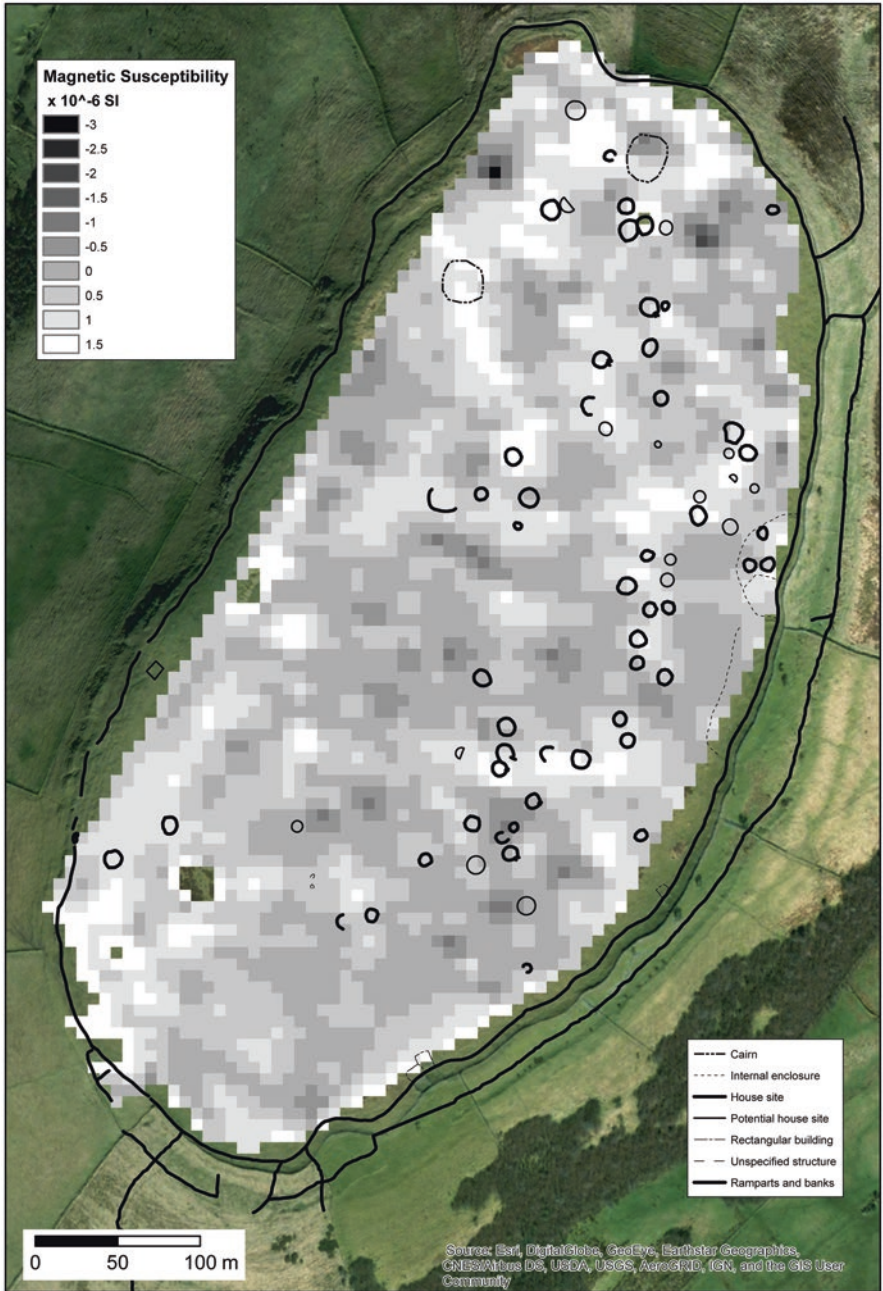 Magnetic Susceptibility
x 10^-6 SI
-3
-2.5
-2
-1.5
-1
-0.5
0
0.5
1
1.5
Cairn
Internal enclosure
House site
Potential house site
Rectangular building
Unspecified structure
Ramparts and banks
0 50 100 m
Source: Esri, DigitalGlobe, GeoEye, Earthstar Geographics,
CNES/Airbus DS, USDA, USGS, AeroGRID, IGN, and the GIS User
Community